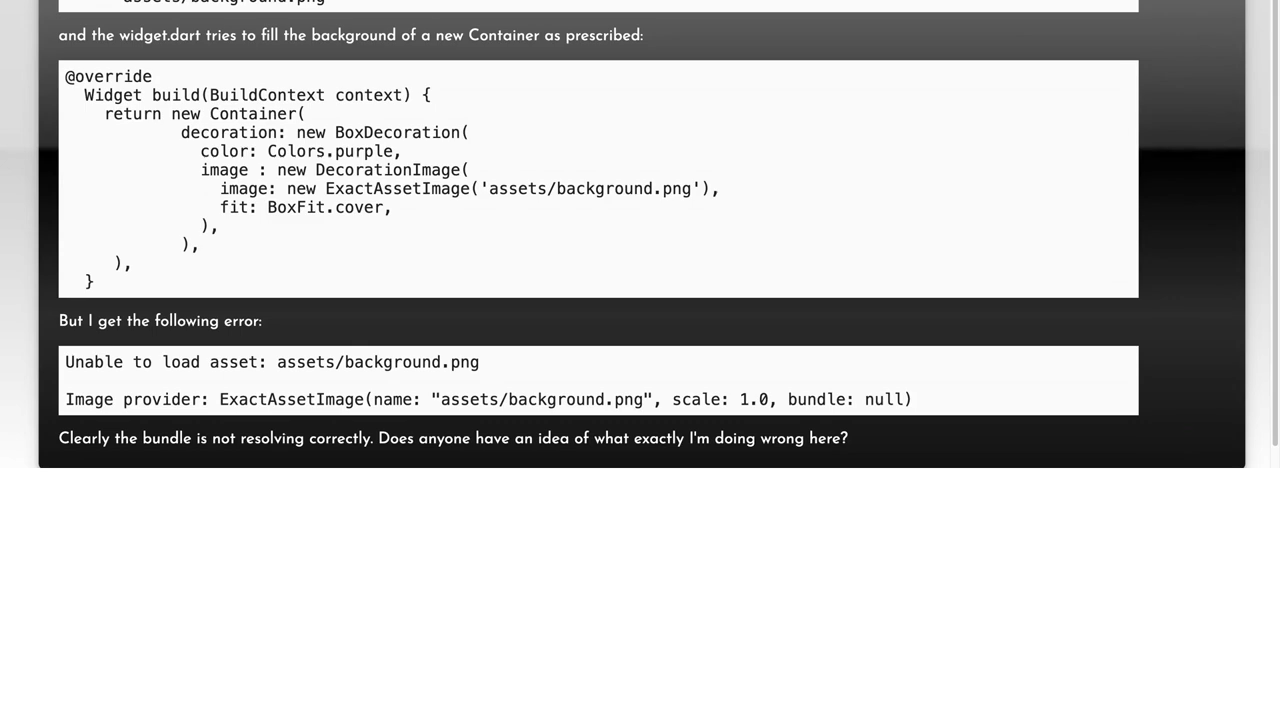 assets/background.png
and the widget.dart tries to fill the background of a new Container as prescribed:
@override
  Widget build(BuildContext context) {
    return new Container(
            decoration: new BoxDecoration(
              color: Colors.purple,
              image : new DecorationImage(
                image: new ExactAssetImage('assets/background.png'),
                fit: BoxFit.cover,
              ),
            ),
     ),
  }
But I get the following error:
Unable to load asset: assets/background.png
Image provider: ExactAssetImage(name: "assets/background.png", scale: 1.0, bundle: null)
Clearly the bundle is not resolving correctly. Does anyone have an idea of what exactly I'm doing wrong here?